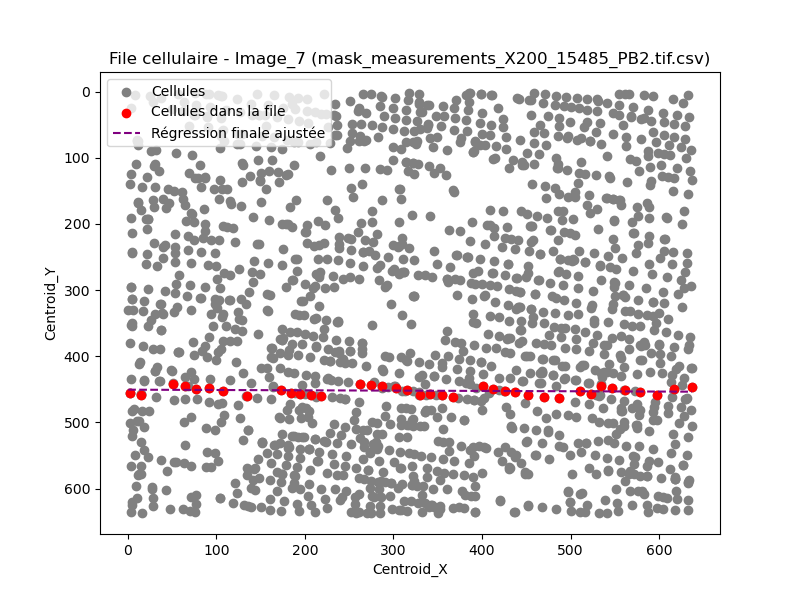 File cellulaire - Image_7 (mask_measurements_X200_15485_PB2.tif.csv)
Cellules
Cellules dans la file
Régression finale ajustée
0
100
200
300
400
500
600
Centroid_Y
0 100 200 300 400 500 600
Centroid_X